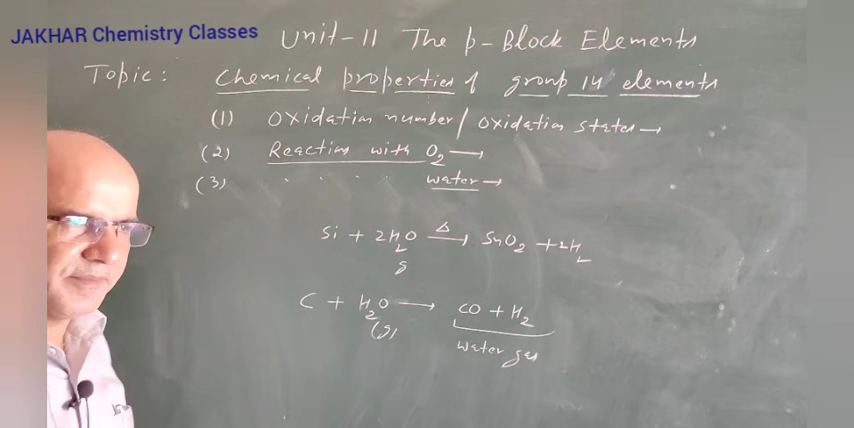 JAKHAR Chemistry Classes
Unit-11 The p-Block Elements
Topic: Chemical properties of group 14 elements
(1) Oxidation number/oxidation states→
(2) Reaction with O₂→
(3) " " " " water→
Si + 2H₂O →Δ SnO₂ + 2H₂
g
C + H₂O → CO + H₂
(g)
water gas